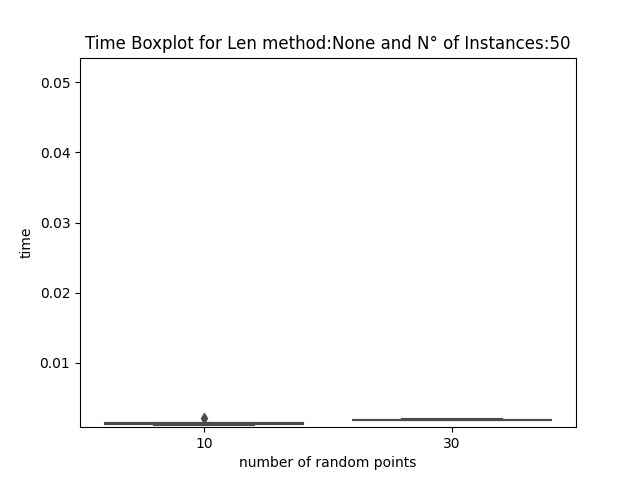 Time Boxplot for Len method:None and N° of Instances:50
0.05
0.04
0.03
0.02
0.01
time
10
30
number of random points